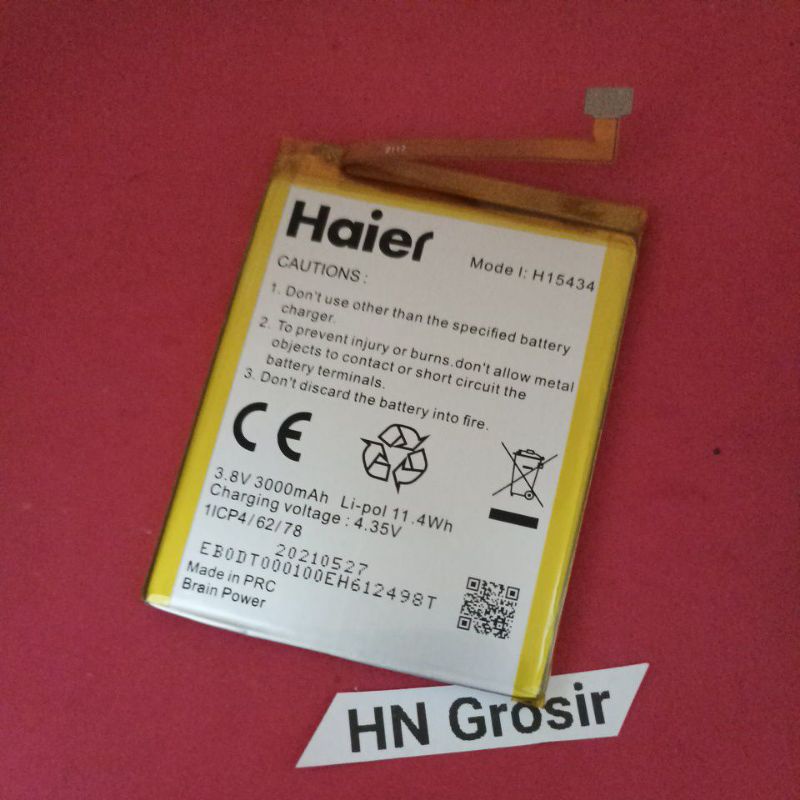 Haier
Mode l: H15434
CAUTIONS :
1. Don't use other than the specified battery
charger.
2. To prevent injury or burns.don't allow metal
objects to contact or short circuit the
battery terminals.
3. Don't discard the battery into fire.
CE
3.8V 3000mAh Li-pol 11.4Wh
Charging voltage : 4.35V
1ICP4/62/78
20210527
EB0DT000100EH612498T
Made in PRC
Brain Power
HN Grosir